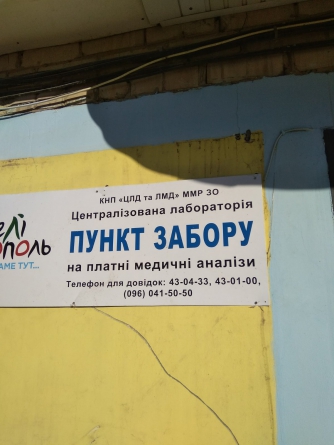 КНП «ЦЛД та ЛМД» ММР ЗО
Централізована лабораторія
ПУНКТ ЗАБОРУ
на платні медичні аналізи
Телефон для довідок: 43-04-33, 43-01-00,
(096) 041-50-50
ТУТ...